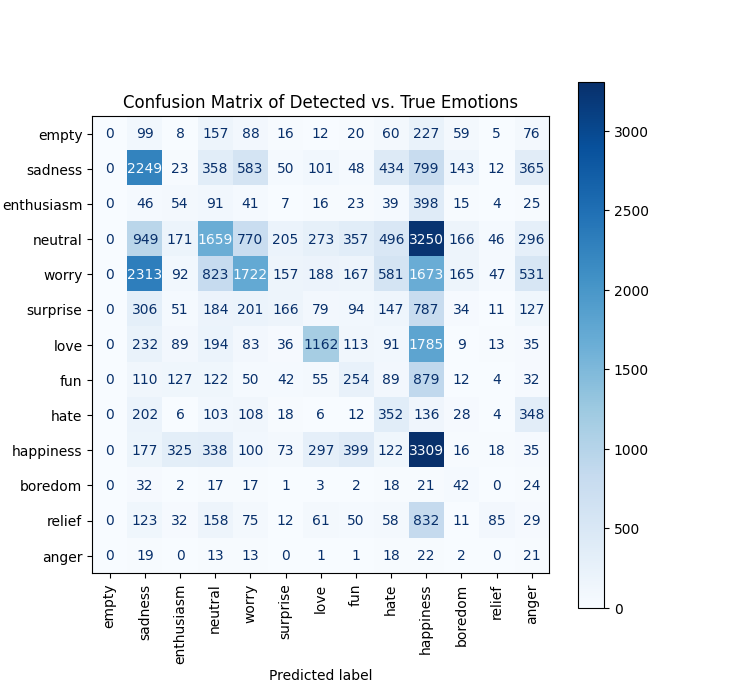 Confusion Matrix of Detected vs. True Emotions
empty 0 99 8 157 88 16 12 20 60 227 59 5 76
sadness 0 2249 23 358 583 50 101 48 434 799 143 12 365
enthusiasm 0 46 54 91 41 7 16 23 39 398 15 4 25
neutral 0 949 171 1659 770 205 273 357 496 3250 166 46 296
worry 0 2313 92 823 1722 157 188 167 581 1673 165 47 531
surprise 0 306 51 184 201 166 79 94 147 787 34 11 127
love 0 232 89 194 83 36 1162 113 91 1785 9 13 35
fun 0 110 127 122 50 42 55 254 89 879 12 4 32
hate 0 202 6 103 108 18 6 12 352 136 28 4 348
happiness 0 177 325 338 100 73 297 399 122 3309 16 18 35
boredom 0 32 2 17 17 1 3 2 18 21 42 0 24
relief 0 123 32 158 75 12 61 50 58 832 11 85 29
anger 0 19 0 13 13 0 1 1 18 22 2 0 21
empty sadness enthusiasm neutral worry surprise love fun hate happiness boredom relief anger
Predicted label
3000
2500
2000
1500
1000
500
0